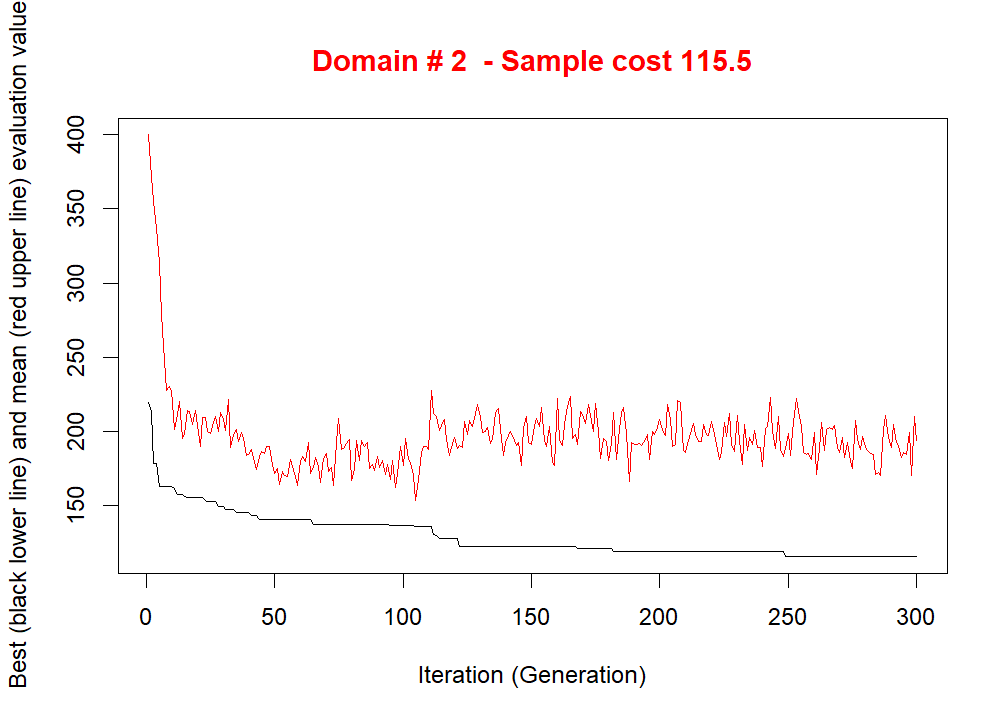 Domain # 2  - Sample cost 115.5
Best (black lower line) and mean (red upper line) evaluation value
400
350
300
250
200
150
0 50 100 150 200 250 300
Iteration (Generation)